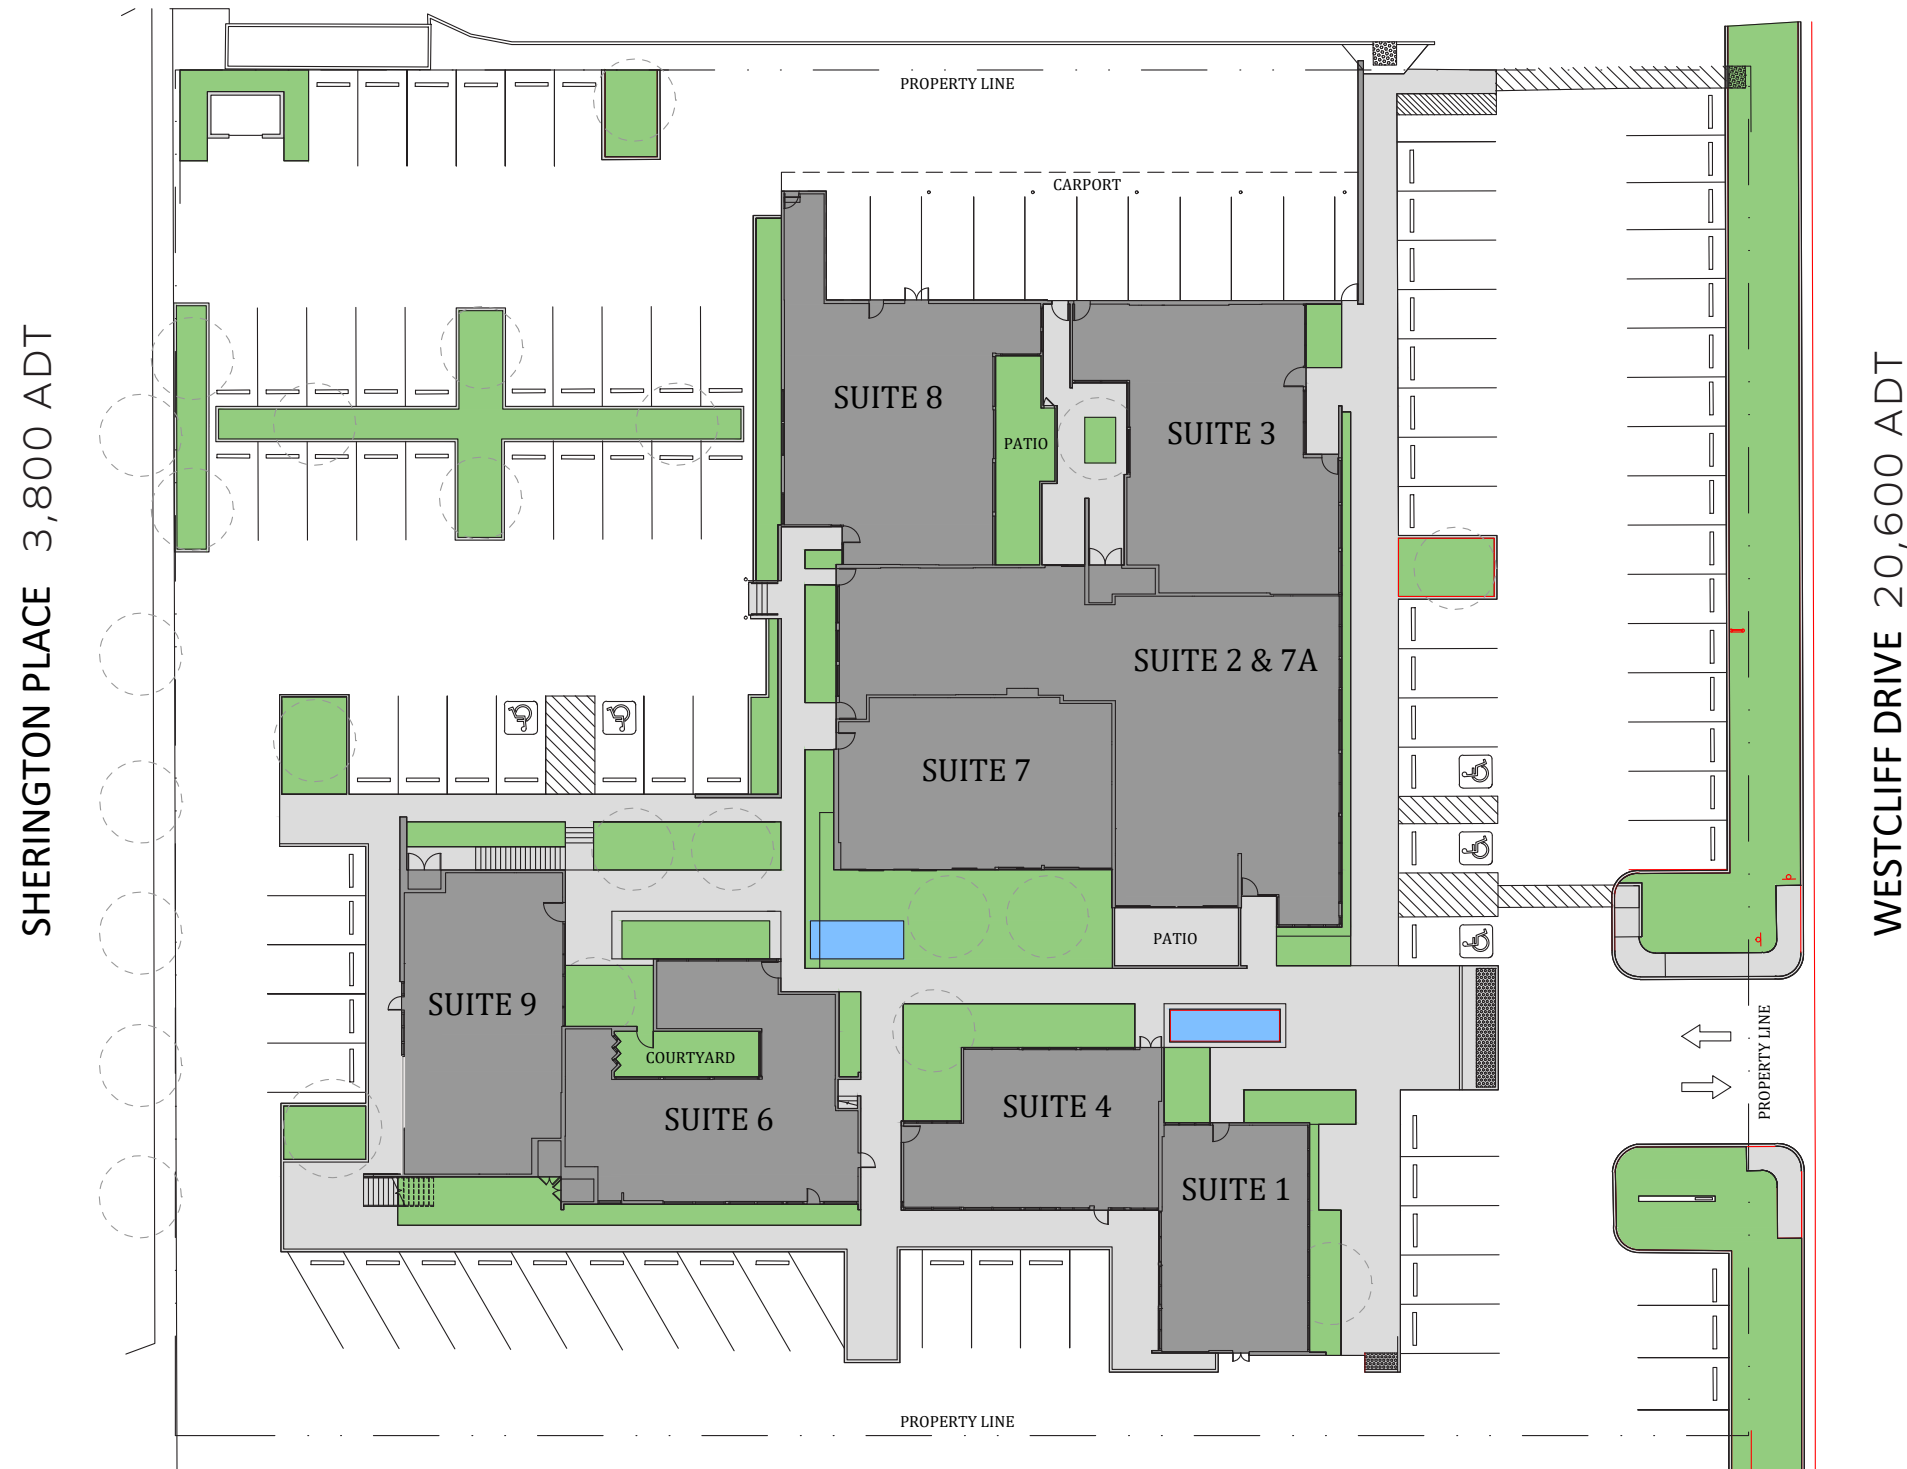 PROPERTY LINE
CARPORT
SUITE 8
PATIO
SUITE 3
SHERINGTON PLACE 3,800 ADT
WESTCLIFF DRIVE 20,600 ADT
SUITE 2 & 7A
SUITE 7
PATIO
SUITE 9
COURTYARD
SUITE 6
SUITE 4
SUITE 1
PROPERTY LINE
PROPERTY LINE